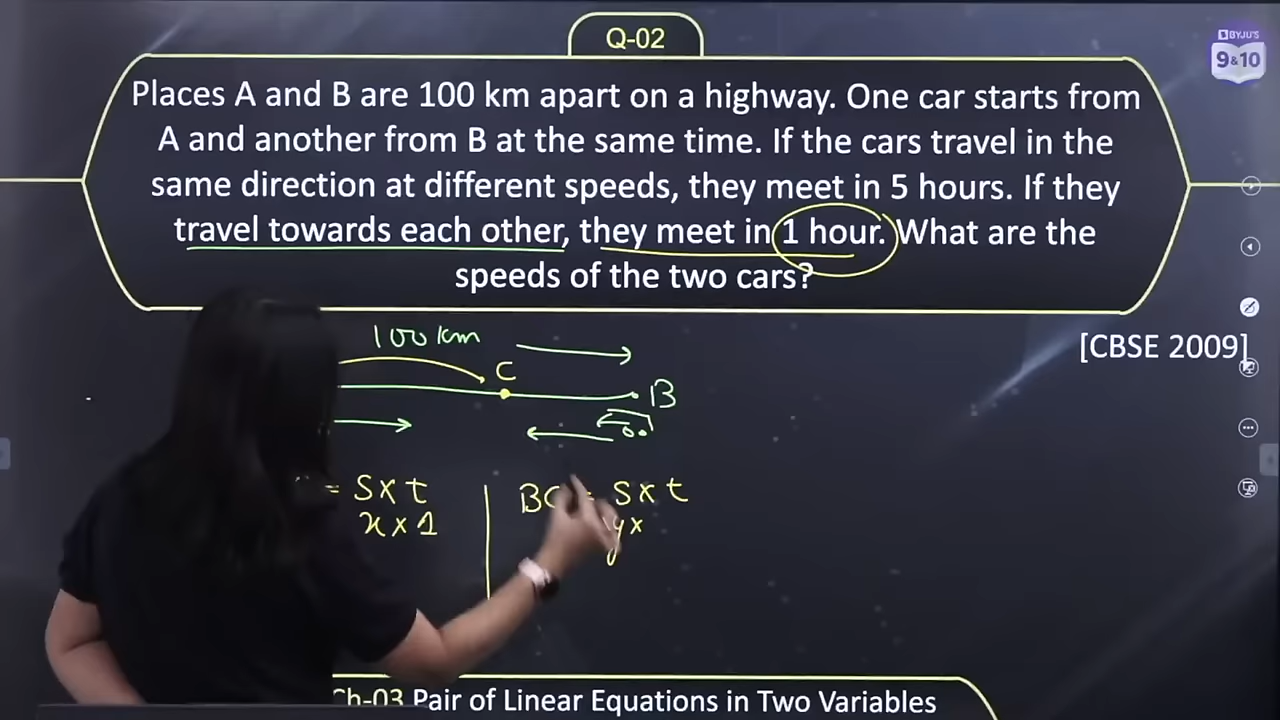 Q-02
BYJU'S
9&10
Places A and B are 100 km apart on a highway. One car starts from
A and another from B at the same time. If the cars travel in the
same direction at different speeds, they meet in 5 hours. If they
travel towards each other, they meet in 1 hour. What are the
speeds of the two cars?
[CBSE 2009]
100 km
C
B
= S x t
x x 1
BC = S x t
y x
Ch-03 Pair of Linear Equations in Two Variables